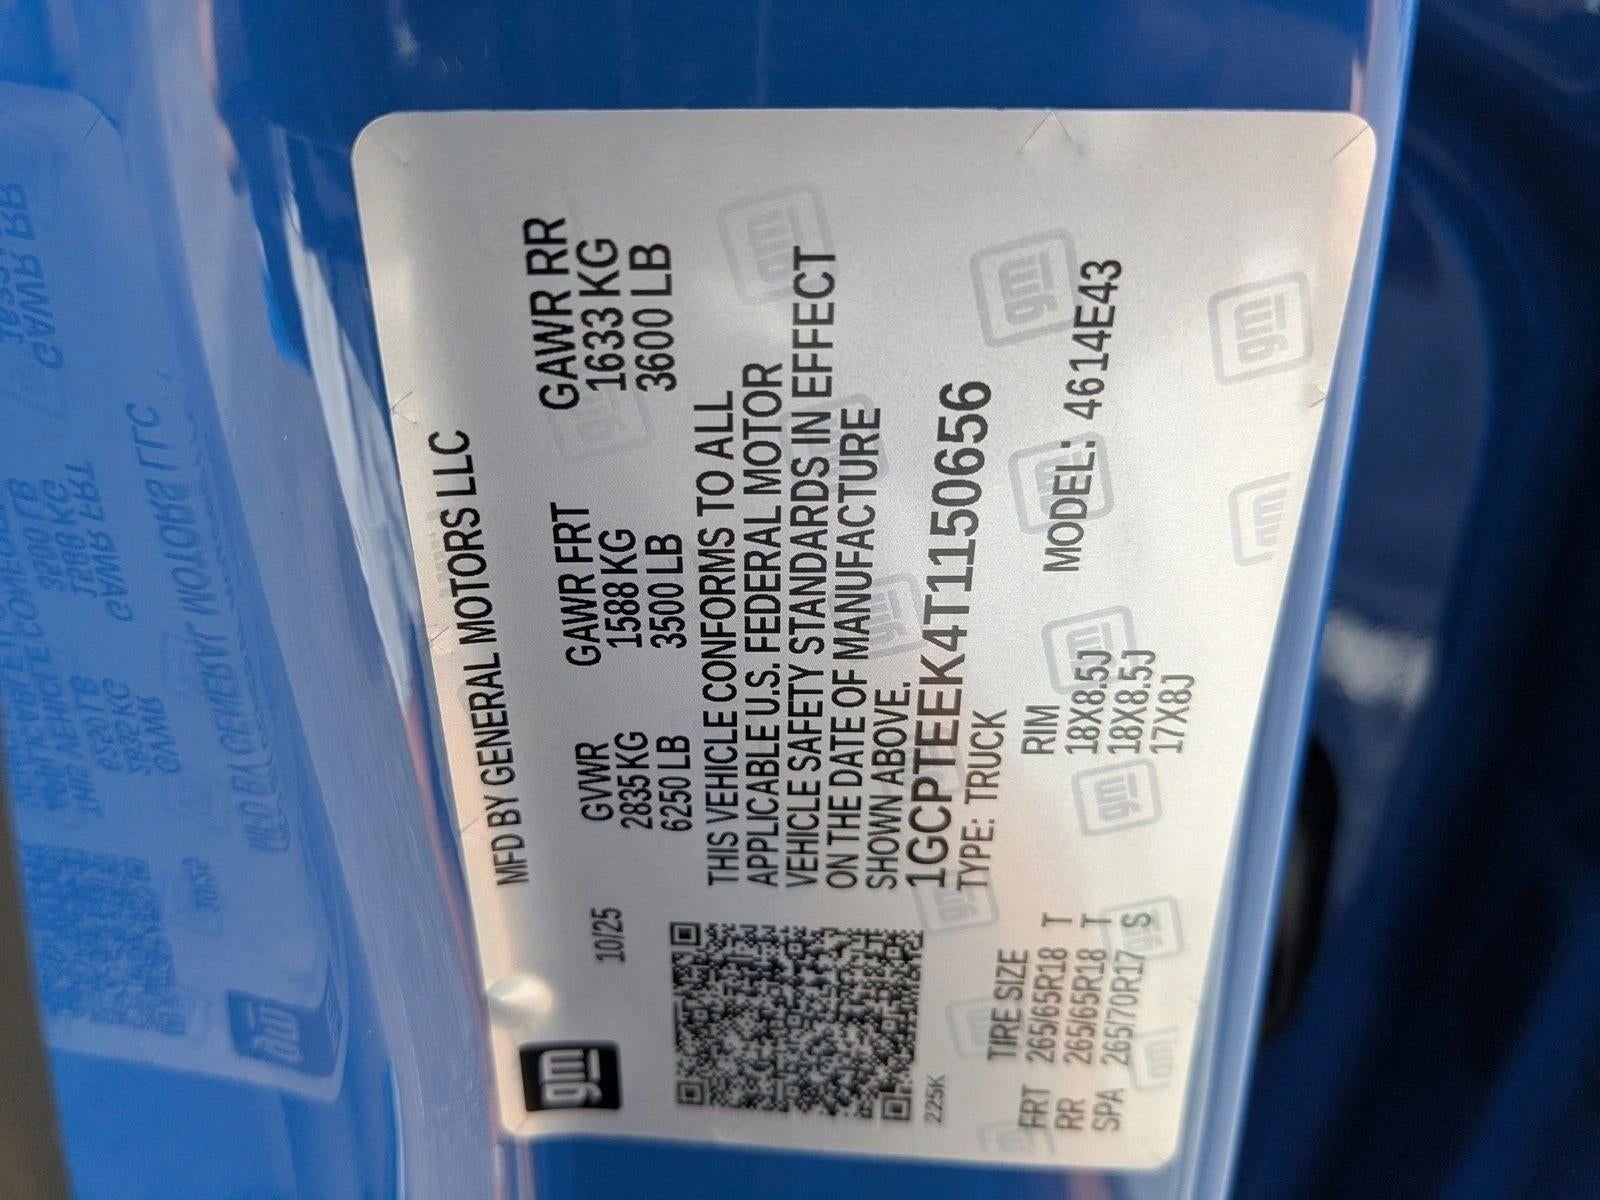 gm
MFD BY GENERAL MOTORS LLC
10/25
GVWR GAWR FRT GAWR RR
2835 KG 1588 KG 1633 KG
6250 LB 3500 LB 3600 LB
THIS VEHICLE CONFORMS TO ALL
APPLICABLE U.S. FEDERAL MOTOR
VEHICLE SAFETY STANDARDS IN EFFECT
ON THE DATE OF MANUFACTURE
SHOWN ABOVE.
1GCPTEEK4T1150656
225K
TYPE: TRUCK
MODEL: 4614E43
TIRE SIZE RIM
FRT 265/65R18 T 18X8.5J
RR 265/65R18 T 18X8.5J
SPA 265/70R17 S 17X8J